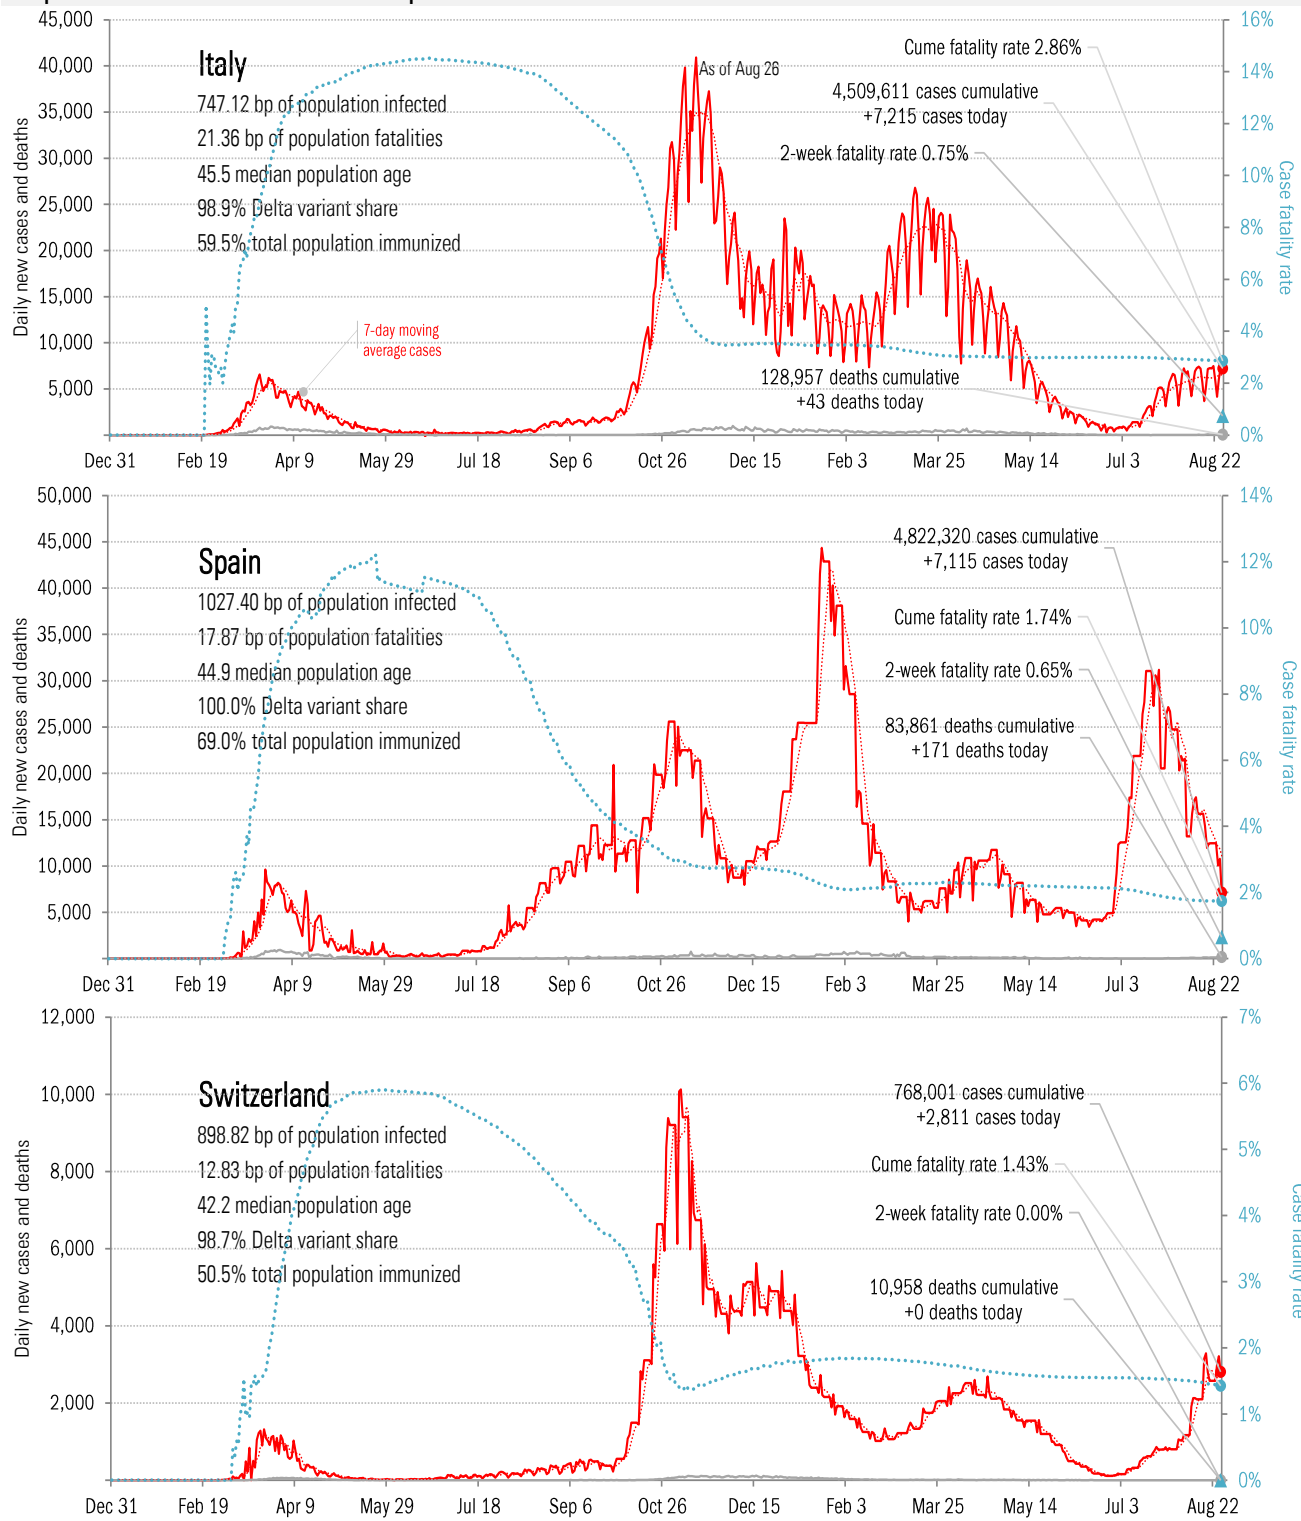 45,000
40,000
35,000
30,000
25,000
20,000
15,000
10,000
5,000
Daily new cases and deaths
Italy
747.12 bp of population infected
21.36 bp of population fatalities
45.5 median population age
98.9% Delta variant share
59.5% total population immunized
7-day moving
average cases
As of Aug 26
Cume fatality rate 2.86%
4,509,611 cases cumulative
+7,215 cases today
2-week fatality rate 0.75%
128,957 deaths cumulative
+43 deaths today
16%
14%
12%
10%
8%
6%
4%
2%
0%
Case fatality rate
Dec 31 Feb 19 Apr 9 May 29 Jul 18 Sep 6 Oct 26 Dec 15 Feb 3 Mar 25 May 14 Jul 3 Aug 22
50,000
45,000
40,000
35,000
30,000
25,000
20,000
15,000
10,000
5,000
Daily new cases and deaths
Spain
1027.40 bp of population infected
17.87 bp of population fatalities
44.9 median population age
100.0% Delta variant share
69.0% total population immunized
4,822,320 cases cumulative
+7,115 cases today
Cume fatality rate 1.74%
2-week fatality rate 0.65%
83,861 deaths cumulative
+171 deaths today
14%
12%
10%
8%
6%
4%
2%
0%
Case fatality rate
Dec 31 Feb 19 Apr 9 May 29 Jul 18 Sep 6 Oct 26 Dec 15 Feb 3 Mar 25 May 14 Jul 3 Aug 22
12,000
10,000
8,000
6,000
4,000
2,000
Daily new cases and deaths
Switzerland
898.82 bp of population infected
12.83 bp of population fatalities
42.2 median population age
98.7% Delta variant share
50.5% total population immunized
768,001 cases cumulative
+2,811 cases today
Cume fatality rate 1.43%
2-week fatality rate 0.00%
10,958 deaths cumulative
+0 deaths today
7%
6%
5%
4%
3%
2%
1%
0%
Case fatality rate
Dec 31 Feb 19 Apr 9 May 29 Jul 18 Sep 6 Oct 26 Dec 15 Feb 3 Mar 25 May 14 Jul 3 Aug 22